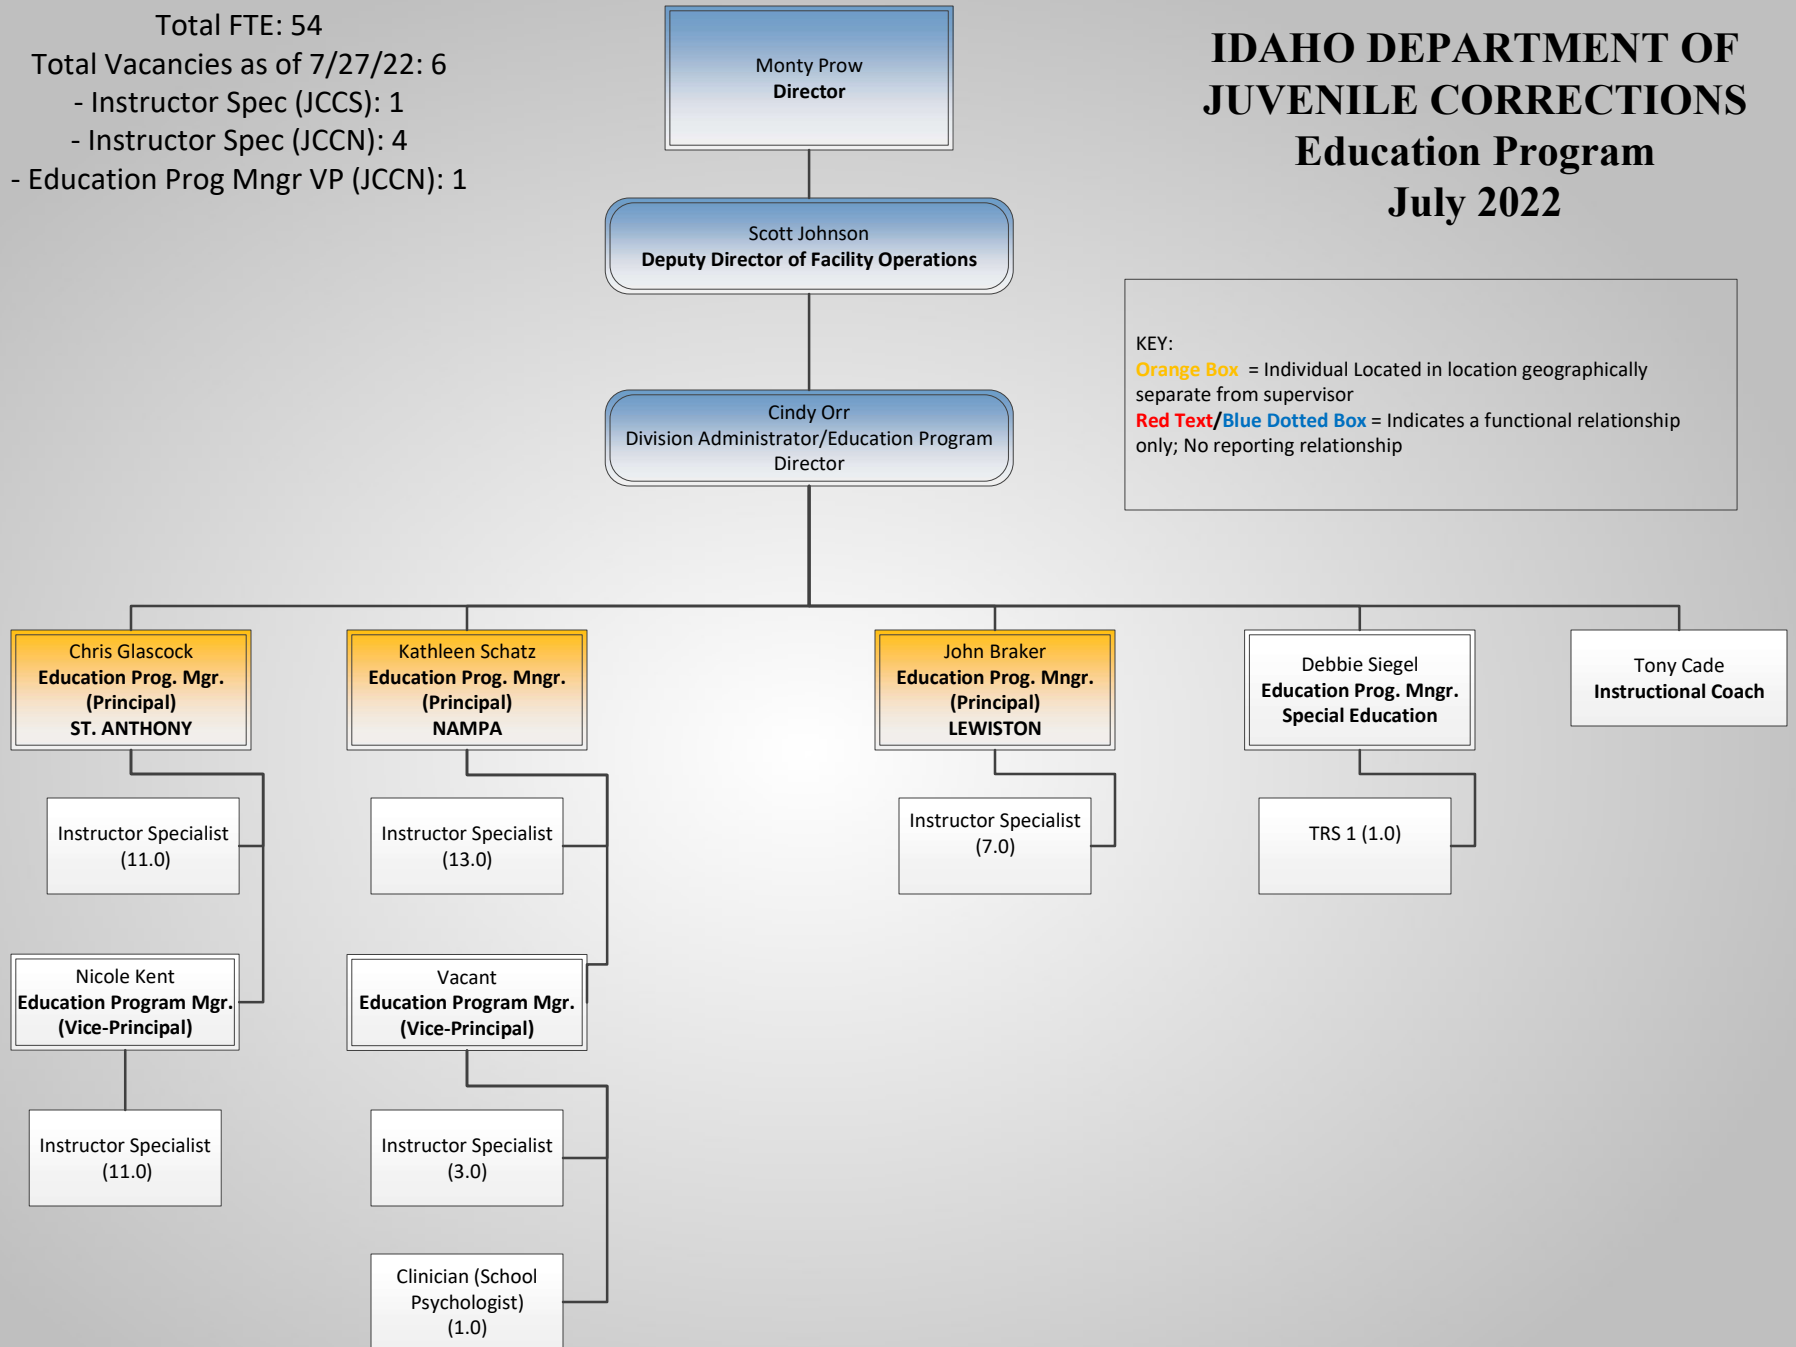 Total FTE: 54
Total Vacancies as of 7/27/22: 6
- Instructor Spec (JCCS): 1
- Instructor Spec (JCCN): 4
- Education Prog Mngr VP (JCCN): 1
IDAHO DEPARTMENT OF
JUVENILE CORRECTIONS
Education Program
July 2022
Monty Prow
Director
Scott Johnson
Deputy Director of Facility Operations
KEY:
Orange Box = Individual Located in location geographically
separate from supervisor
Red Text/Blue Dotted Box = Indicates a functional relationship
only; No reporting relationship
Cindy Orr
Division Administrator/Education Program
Director
Chris Glascock
Education Prog. Mgr.
(Principal)
ST. ANTHONY
Kathleen Schatz
Education Prog. Mngr.
(Principal)
NAMPA
John Braker
Education Prog. Mngr.
(Principal)
LEWISTON
Debbie Siegel
Education Prog. Mngr.
Special Education
Tony Cade
Instructional Coach
Instructor Specialist
(11.0)
Instructor Specialist
(13.0)
Instructor Specialist
(7.0)
TRS 1 (1.0)
Nicole Kent
Education Program Mgr.
(Vice-Principal)
Vacant
Education Program Mgr.
(Vice-Principal)
Instructor Specialist
(11.0)
Instructor Specialist
(3.0)
Clinician (School
Psychologist)
(1.0)